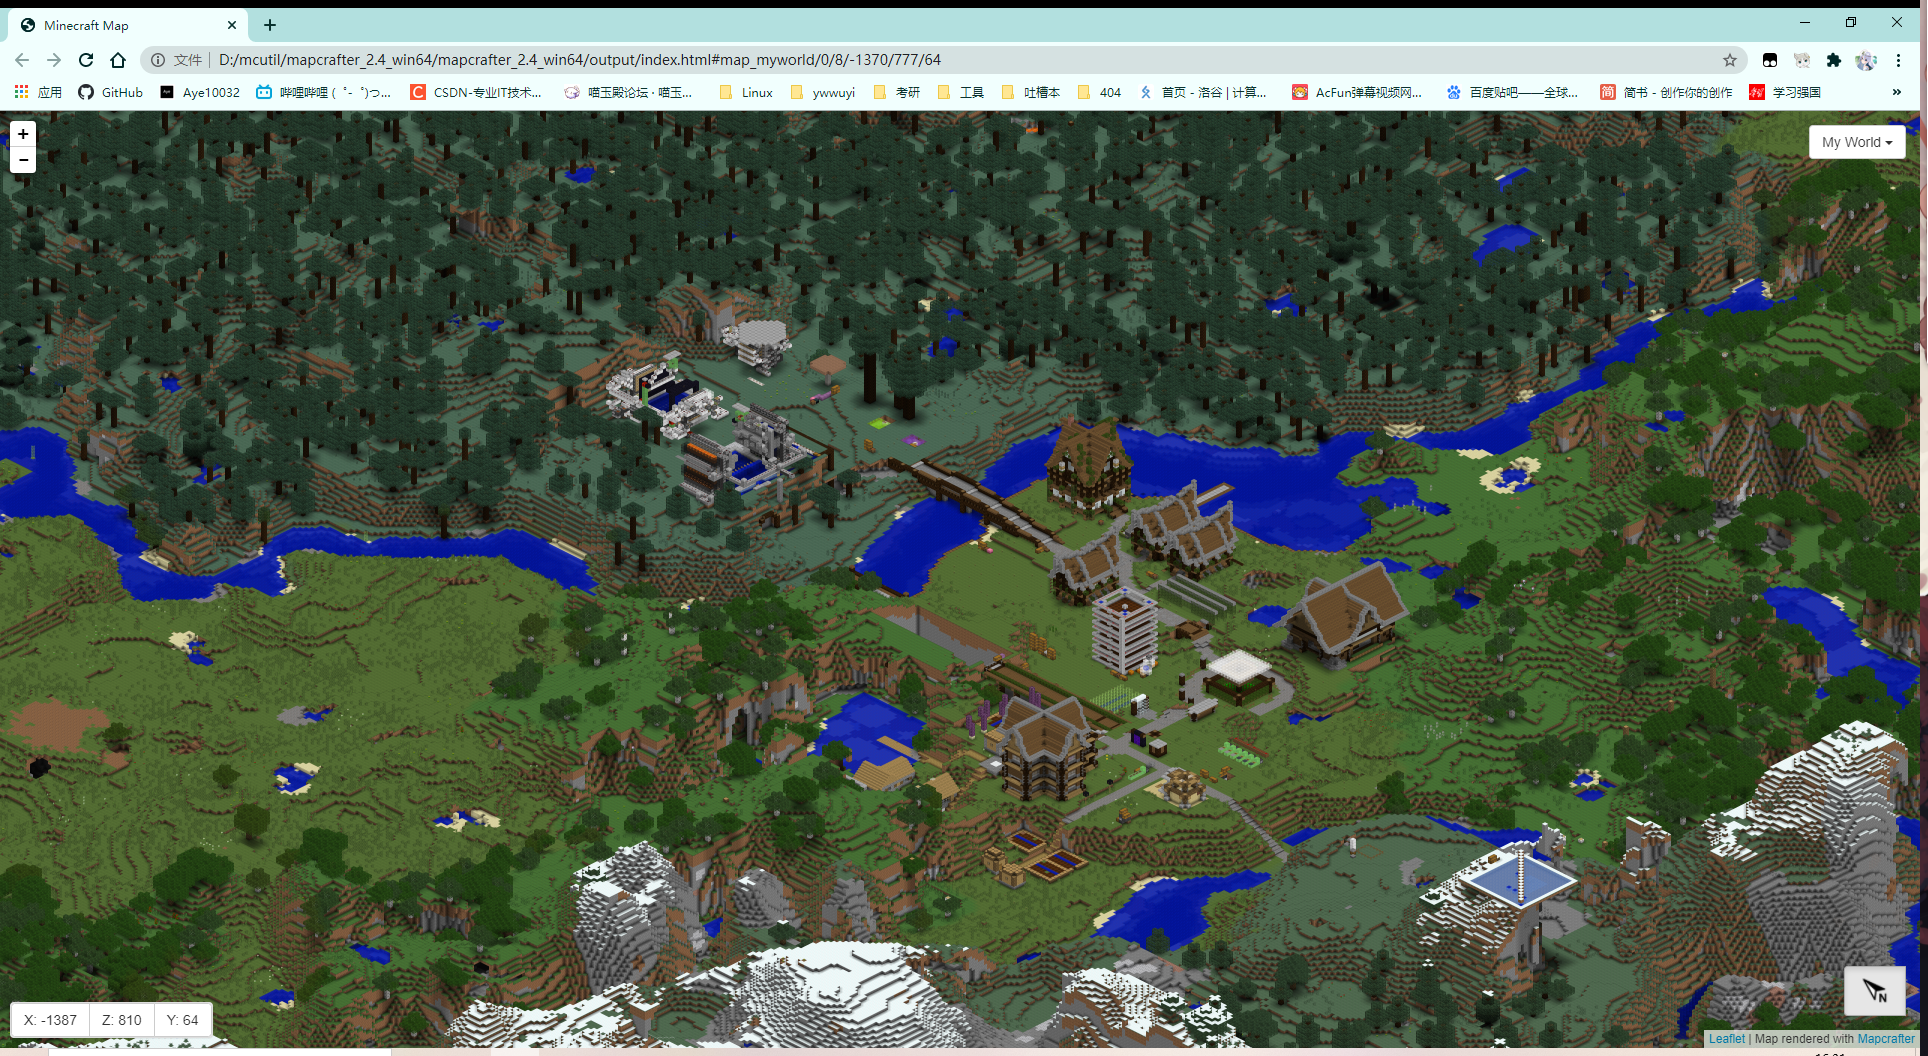 Minecraft Map
文件 | D:/mcutil/mapcrafter_2.4_win64/mapcrafter_2.4_win64/output/index.html#map_myworld/0/8/-1370/777/64
应用 GitHub Aye10032 哔哩哔哩 ( ゜- ゜)つ... CSDN-专业IT技术... 喵玉殿论坛 · 喵玉... Linux ywwuyi 考研 工具 吐槽本 404 首页 - 洛谷 | 计算... AcFun弹幕视频网... 百度贴吧——全球... 简书 - 创作你的创作 学习强国 »
+
−
My World
X: -1387 Z: 810 Y: 64
N
Leaflet | Map rendered with Mapcrafter